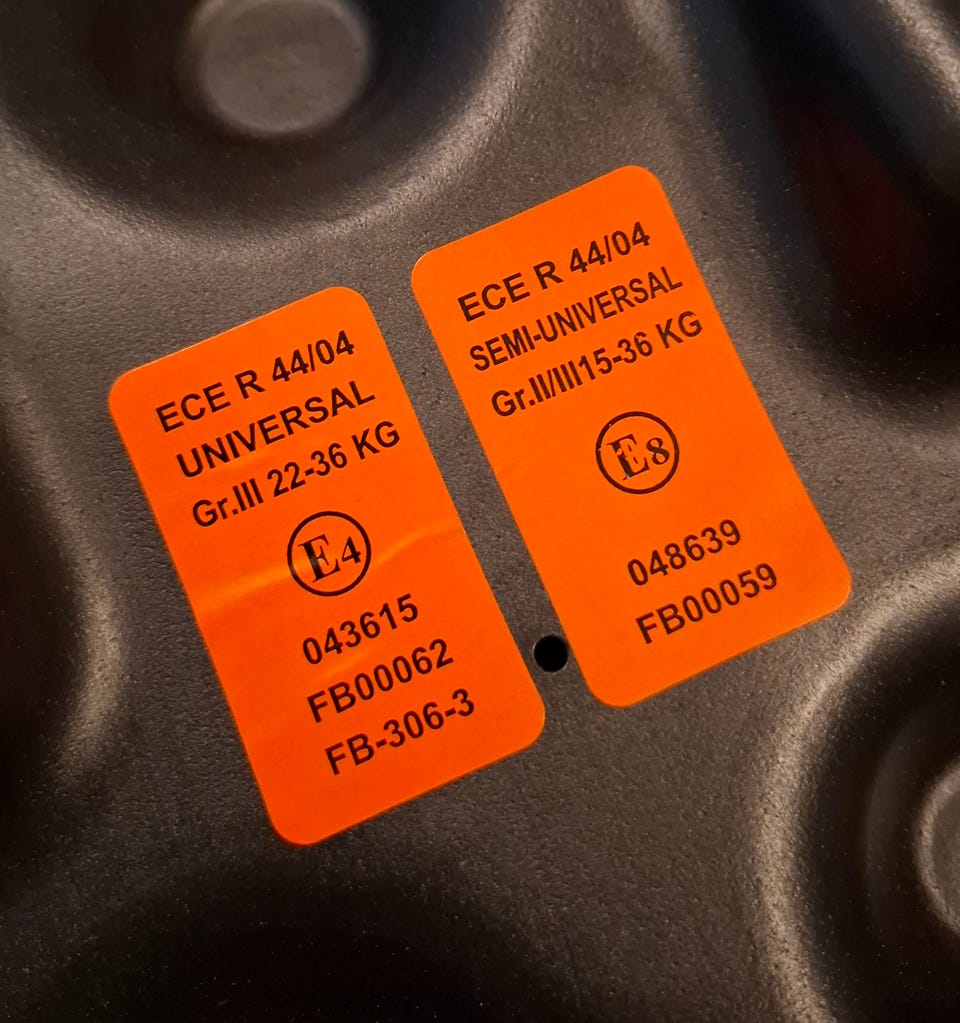 ECE R 44/04
UNIVERSAL
Gr.III 22-36 KG
E4
043615
FB00062
FB-306-3
ECE R 44/04
SEMI-UNIVERSAL
Gr.II/III15-36 KG
E8
048639
FB00059